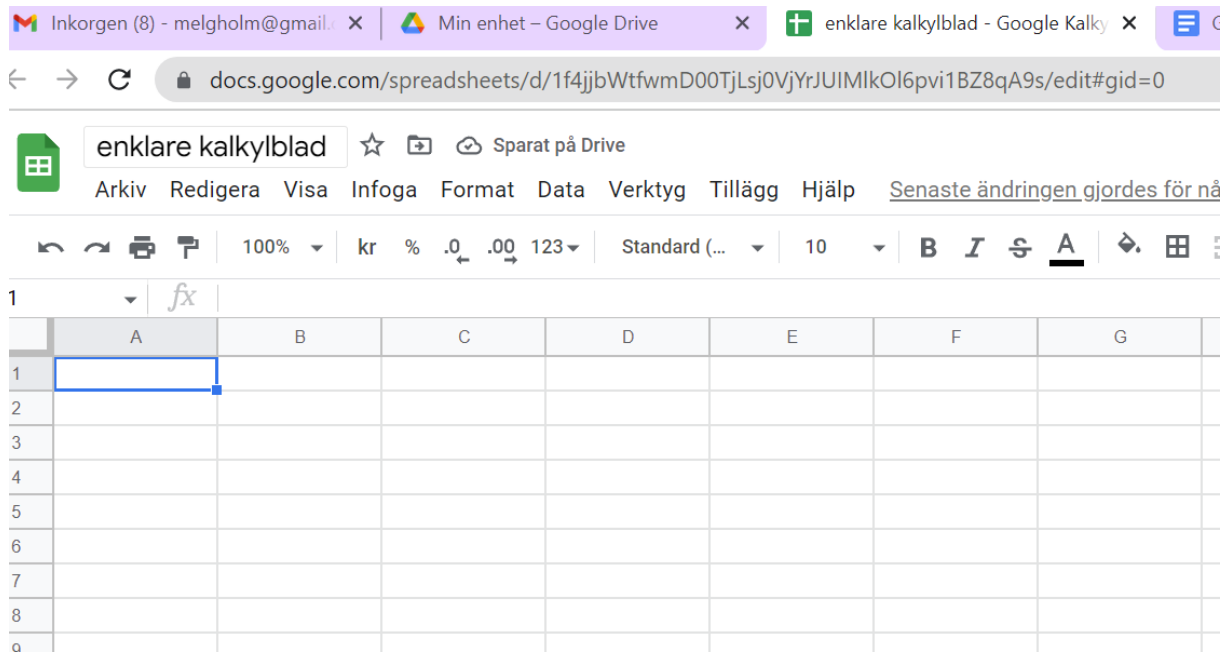 Inkorgen (8) - melgholm@gmail. Min enhet – Google Drive enklare kalkylblad - Google Kalky
docs.google.com/spreadsheets/d/1f4jjbWtfwmD00TjLsj0VjYrJUIMlkOl6pvi1BZ8qA9s/edit#gid=0
enklare kalkylblad Sparat på Drive
Arkiv Redigera Visa Infoga Format Data Verktyg Tillägg Hjälp Senaste ändringen gjordes för nå
100% kr % .0 .00 123 Standard (... 10 B I S A
1 fx
A B C D E F G
1
2
3
4
5
6
7
8
9